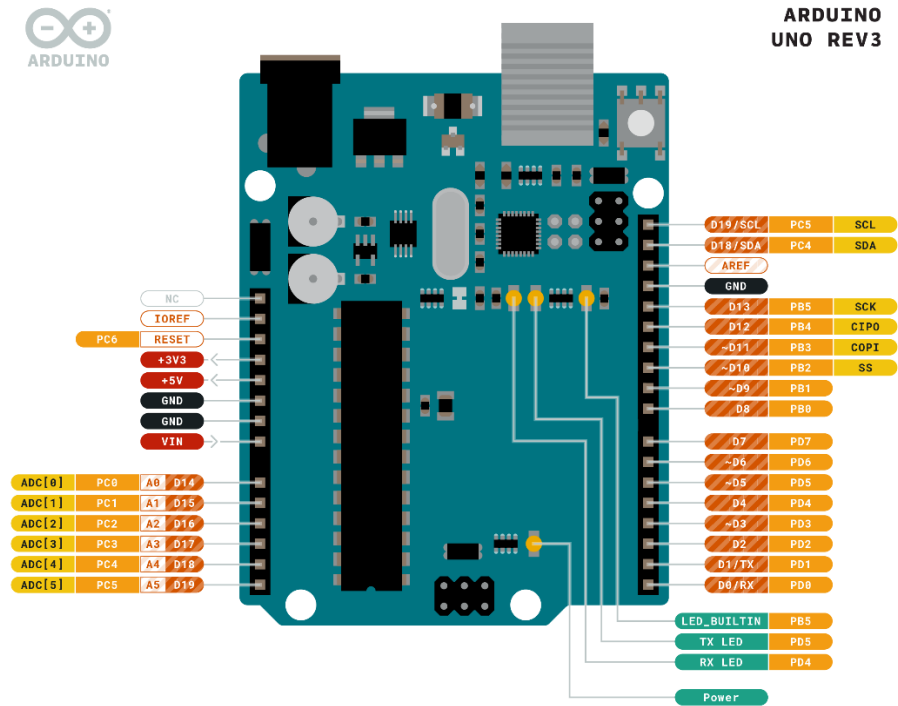 ARDUINO
ARDUINO
UNO REV3
NC
IOREF
PC6 RESET
+3V3
+5V
GND
GND
VIN
ADC[0] PC0 A0 D14
ADC[1] PC1 A1 D15
ADC[2] PC2 A2 D16
ADC[3] PC3 A3 D17
ADC[4] PC4 A4 D18
ADC[5] PC5 A5 D19
D19/SCL PC5 SCL
D18/SDA PC4 SDA
AREF
GND
D13 PB5 SCK
D12 PB4 CIPO
~D11 PB3 COPI
~D10 PB2 SS
~D9 PB1
D8 PB0
D7 PD7
~D6 PD6
~D5 PD5
D4 PD4
~D3 PD3
D2 PD2
D1/TX PD1
D0/RX PD0
LED_BUILTIN PB5
TX LED PD5
RX LED PD4
Power